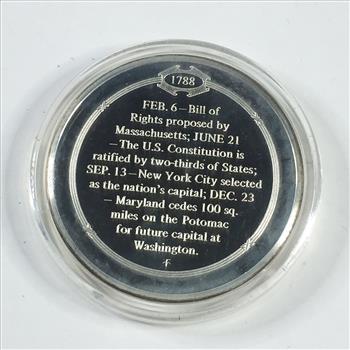 1788
FEB. 6—Bill of
Rights proposed by
Massachusetts; JUNE 21
—The U.S. Constitution is
ratified by two-thirds of States;
SEP. 13—New York City selected
as the nation's capital; DEC. 23
—Maryland cedes 100 sq.
miles on the Potomac
for future capital at
Washington.